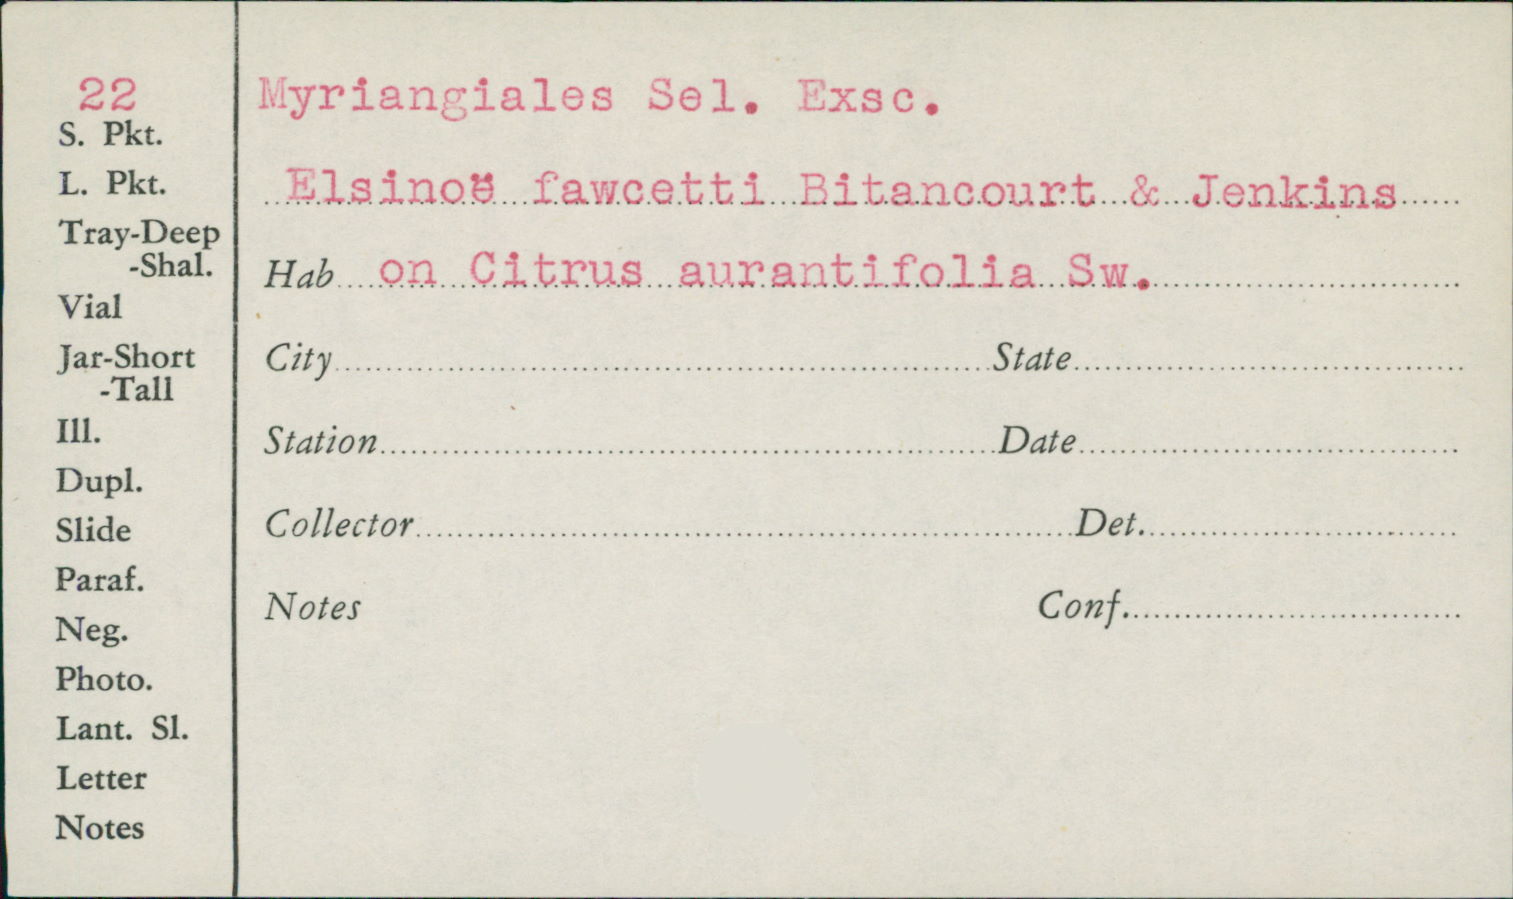 22
S. Pkt.
L. Pkt.
Tray-Deep
-Shal.
Vial
Jar-Short
-Tall
Ill.
Dupl.
Slide
Paraf.
Neg.
Photo.
Lant. Sl.
Letter
Notes
Myriangiales Sel. Exsc.
Elsinoë fawcetti Bitancourt & Jenkins
Hab on Citrus aurantifolia Sw.
City State
Station Date
Collector Det.
Notes Conf.